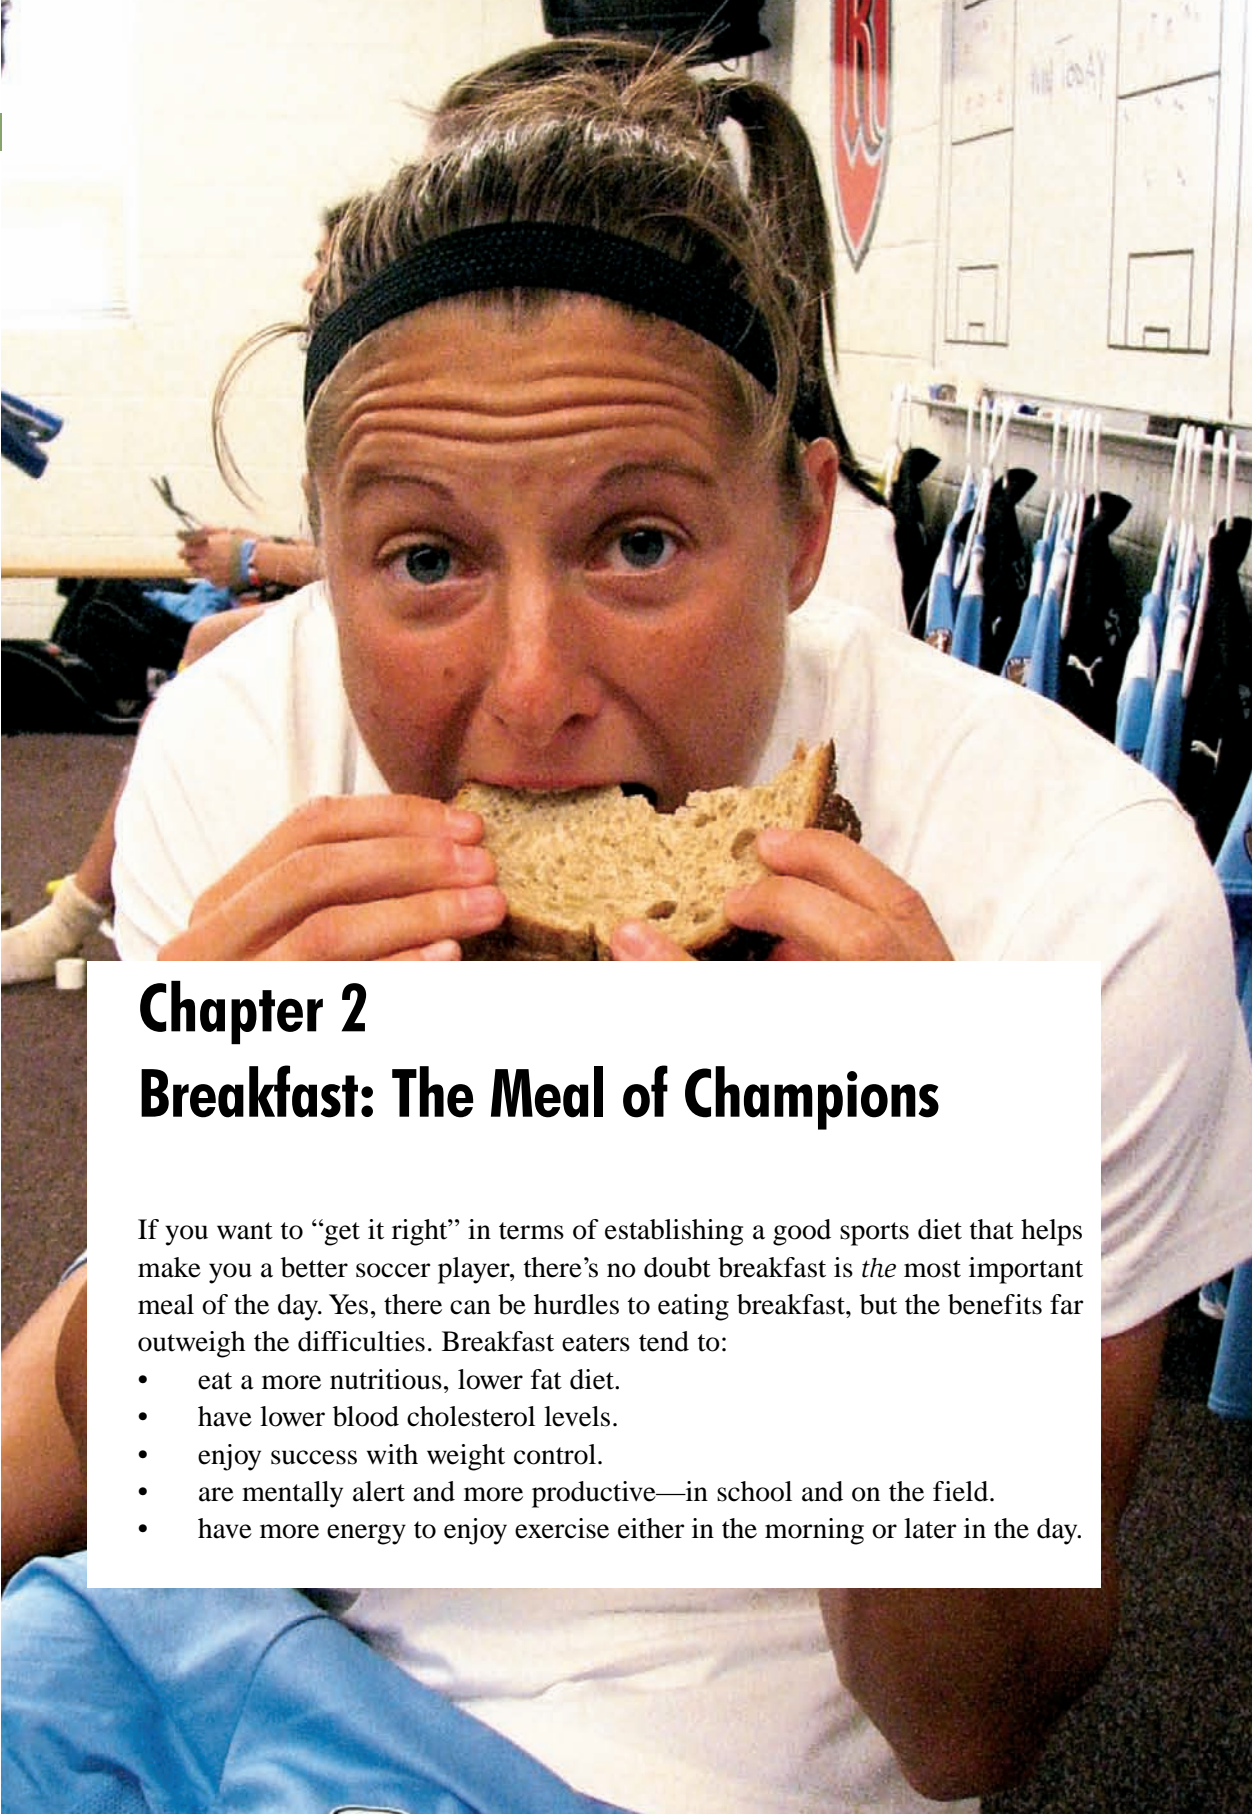 WIN TODAY
Chapter 2
Breakfast: The Meal of Champions
If you want to “get it right” in terms of establishing a good sports diet that helps
make you a better soccer player, there’s no doubt breakfast is the most important
meal of the day. Yes, there can be hurdles to eating breakfast, but the benefits far
outweigh the difficulties. Breakfast eaters tend to:
• eat a more nutritious, lower fat diet.
• have lower blood cholesterol levels.
• enjoy success with weight control.
• are mentally alert and more productive—in school and on the field.
• have more energy to enjoy exercise either in the morning or later in the day.